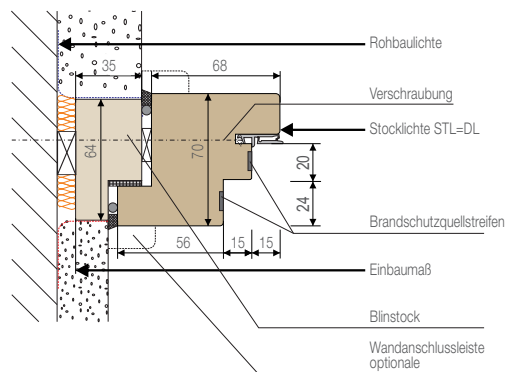 Rohbaulichte
35
68
Verschraubung
Stocklichte STL=DL
64
70
20
24
Brandschutzquellstreifen
56
15
15
Einbaumaß
Blinstock
Wandanschlussleiste
optionale